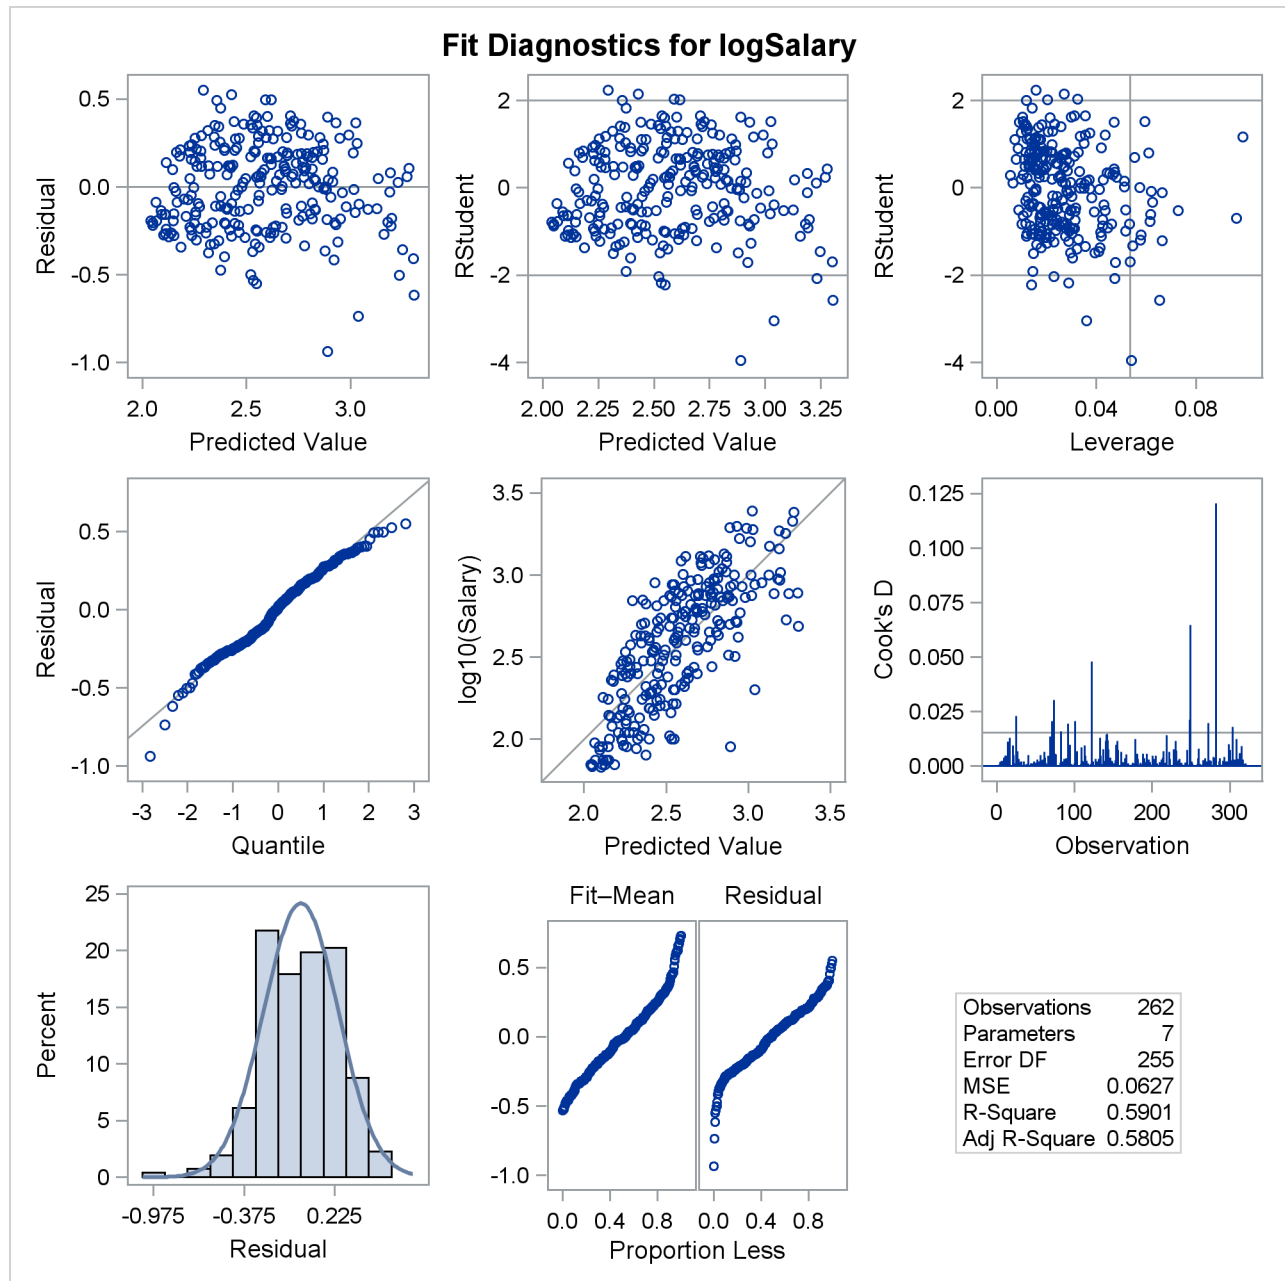 Fit Diagnostics for logSalary
0.5
0.0
-0.5
-1.0
Residual
2.0 2.5 3.0
Predicted Value
2
0
-2
-4
RStudent
2.00 2.25 2.50 2.75 3.00 3.25
Predicted Value
2
0
-2
-4
RStudent
0.00 0.04 0.08
Leverage
0.5
0.0
-0.5
-1.0
Residual
-3 -2 -1 0 1 2 3
Quantile
3.5
3.0
2.5
2.0
log10(Salary)
2.0 2.5 3.0 3.5
Predicted Value
0.125
0.100
0.075
0.050
0.025
0.000
Cook's D
0 100 200 300
Observation
25
20
15
10
5
0
Percent
-0.975 -0.375 0.225
Residual
Fit–Mean Residual
0.5
0.0
-0.5
-1.0
0.0 0.4 0.8 0.0 0.4 0.8
Proportion Less
Observations 262
Parameters 7
Error DF 255
MSE 0.0627
R-Square 0.5901
Adj R-Square 0.5805